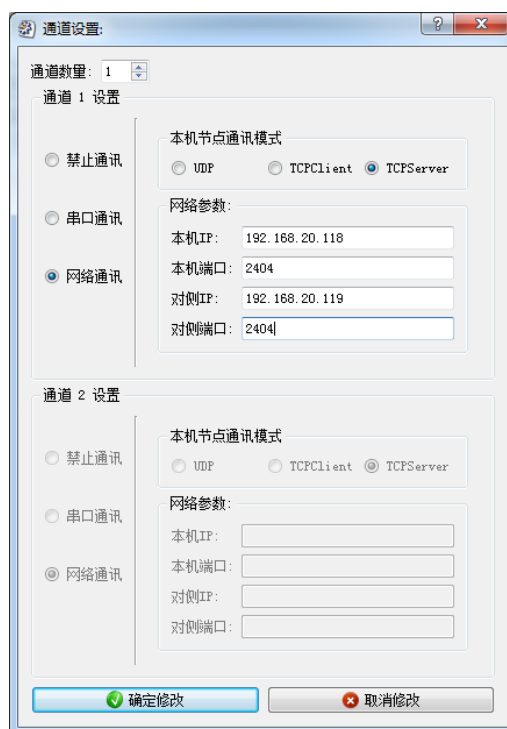 通道设置:
通道数量: 1
通道 1 设置
禁止通讯
串口通讯
网络通讯
本机节点通讯模式
UDP TCPClient TCPServer
网络参数:
本机IP: 192.168.20.118
本机端口: 2404
对侧IP: 192.168.20.119
对侧端口: 2404
通道 2 设置
禁止通讯
串口通讯
网络通讯
本机节点通讯模式
UDP TCPClient TCPServer
网络参数:
本机IP:
本机端口:
对侧IP:
对侧端口:
确定修改 取消修改